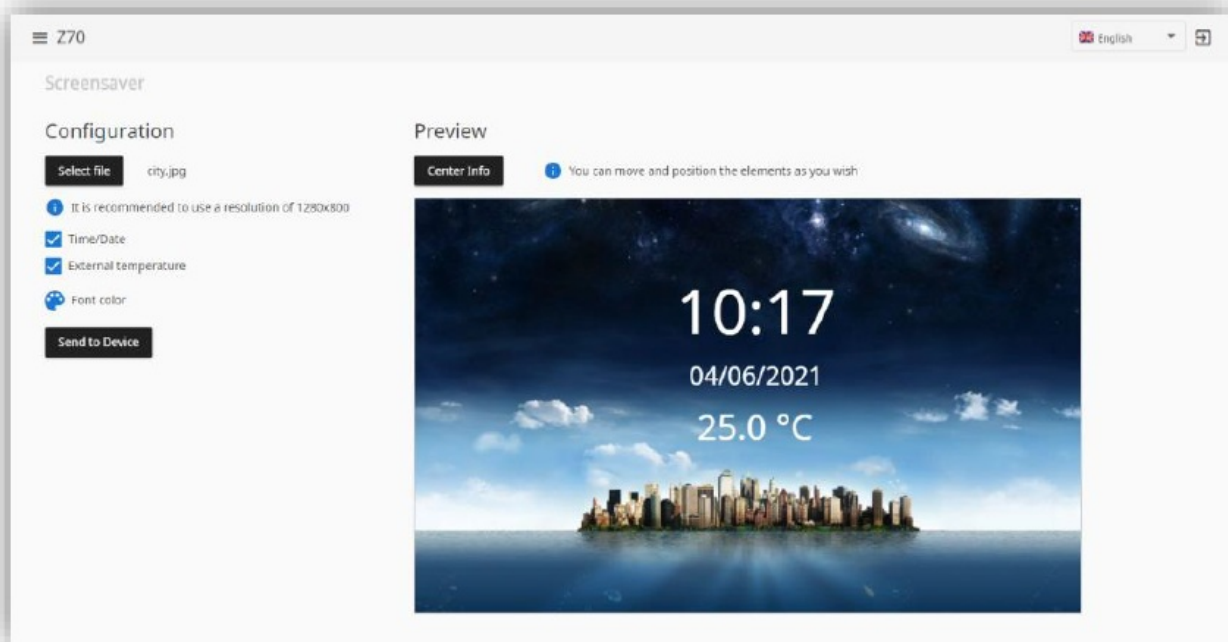 Z70
English
Screensaver
Configuration
Select file
city.jpg
It is recommended to use a resolution of 1280x800
Time/Date
External temperature
Font color
Send to Device
Preview
Center Info
You can move and position the elements as you wish
10:17
04/06/2021
25.0 °C